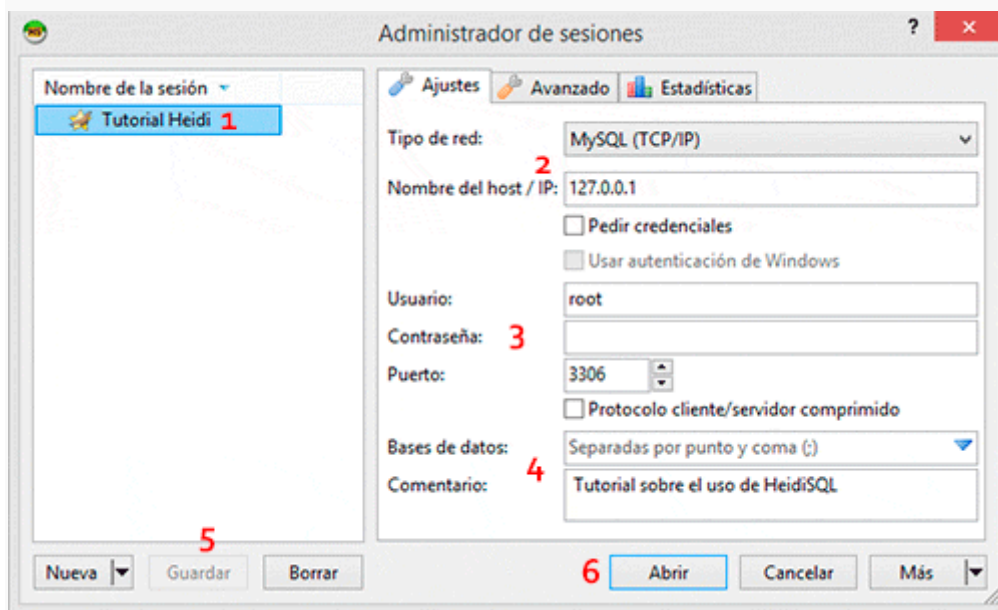 Administrador de sesiones
?
Nombre de la sesión
Tutorial Heidi 1
Ajustes Avanzado Estadísticas
Tipo de red: MySQL (TCP/IP)
2
Nombre del host / IP: 127.0.0.1
Pedir credenciales
Usar autenticación de Windows
Usuario: root
Contraseña: 3
Puerto: 3306
Protocolo cliente/servidor comprimido
Bases de datos: Separadas por punto y coma (;)
4
Comentario: Tutorial sobre el uso de HeidiSQL
5
Nueva Guardar Borrar 6 Abrir Cancelar Más